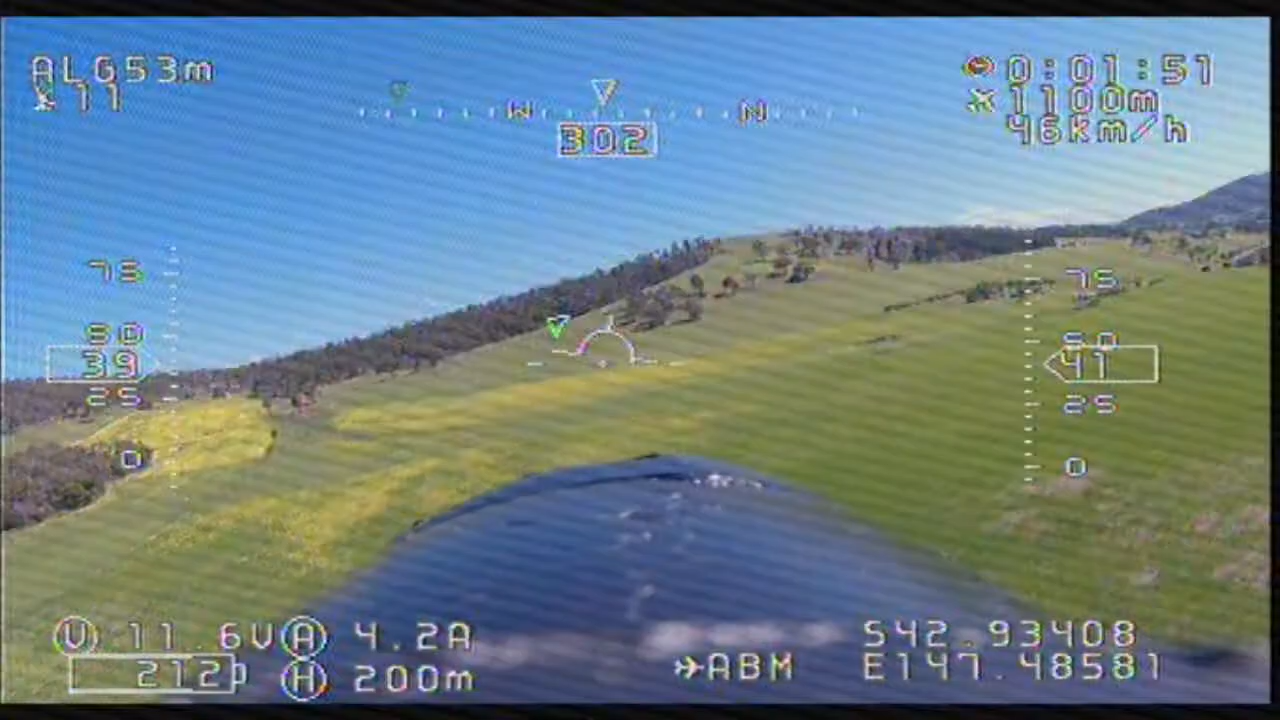 ALG53m
11
W N
302
0:01:51
1100m
46km/h
75
50
39
25
0
75
50
41
25
0
V 11.6V A 4.2A
212
H 200m
ABM
S42.93408
E147.48581